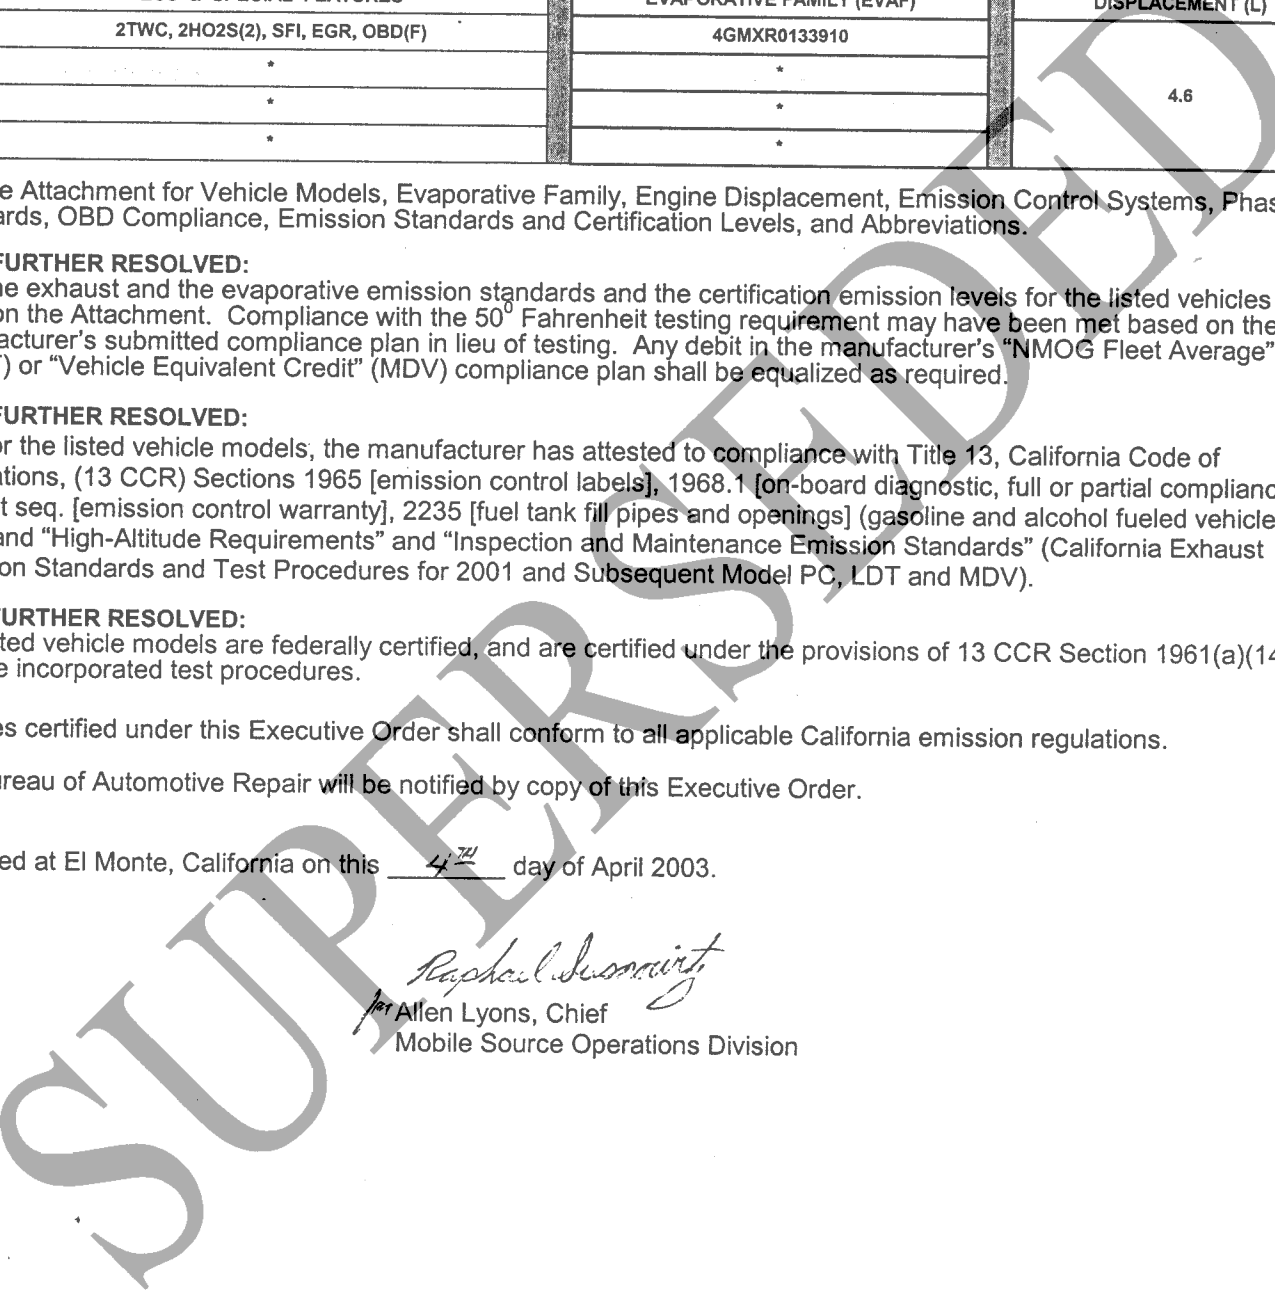 EVAPORATIVE FAMILY (EVAF)
DISPLACEMENT (L)
2TWC, 2HO2S(2), SFI, EGR, OBD(F)
4GMXR0133910
*
*
4.6
*
*
*
*
e Attachment for Vehicle Models, Evaporative Family, Engine Displacement, Emission Control Systems, Phas
ards, OBD Compliance, Emission Standards and Certification Levels, and Abbreviations.
FURTHER RESOLVED:
ne exhaust and the evaporative emission standards and the certification emission levels for the listed vehicles
on the Attachment. Compliance with the 50⁰ Fahrenheit testing requirement may have been met based on the
acturer's submitted compliance plan in lieu of testing. Any debit in the manufacturer's “NMOG Fleet Average”
) or “Vehicle Equivalent Credit” (MDV) compliance plan shall be equalized as required.
FURTHER RESOLVED:
or the listed vehicle models, the manufacturer has attested to compliance with Title 13, California Code of
ations, (13 CCR) Sections 1965 [emission control labels], 1968.1 [on-board diagnostic, full or partial complianc
t seq. [emission control warranty], 2235 [fuel tank fill pipes and openings] (gasoline and alcohol fueled vehicle
and “High-Altitude Requirements” and “Inspection and Maintenance Emission Standards” (California Exhaust
on Standards and Test Procedures for 2001 and Subsequent Model PC, LDT and MDV).
FURTHER RESOLVED:
ted vehicle models are federally certified, and are certified under the provisions of 13 CCR Section 1961(a)(14
e incorporated test procedures.
es certified under this Executive Order shall conform to all applicable California emission regulations.
ureau of Automotive Repair will be notified by copy of this Executive Order.
ed at El Monte, California on this 4TH day of April 2003.
Raphael Susnowitz
for Allen Lyons, Chief
Mobile Source Operations Division
SUPERSEDED